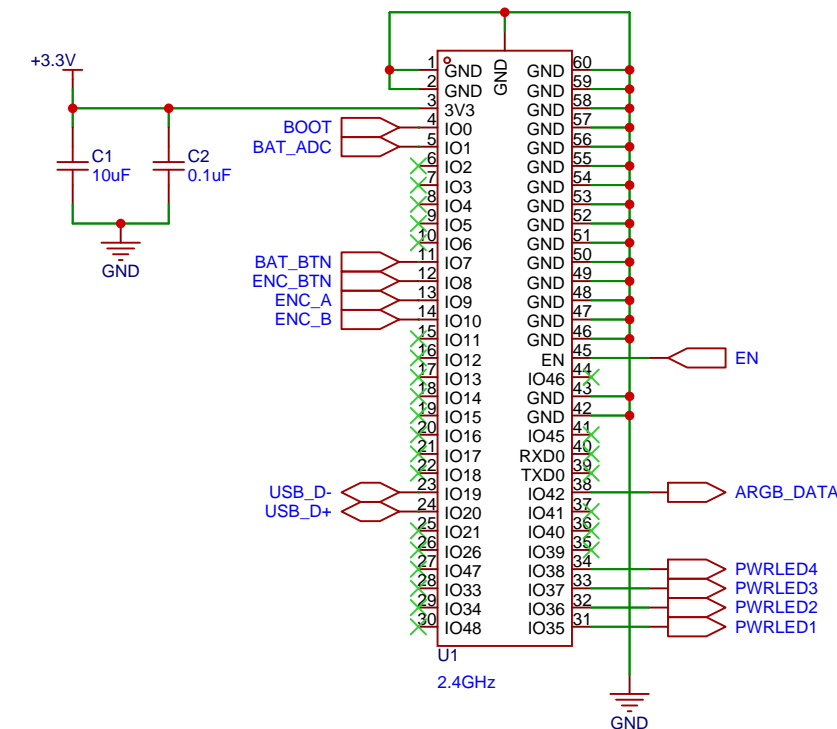 +3.3V
C1
10uF
C2
0.1uF
GND
BOOT
BAT_ADC
BAT_BTN
ENC_BTN
ENC_A
ENC_B
USB_D-
USB_D+
GND
1 GND
2 GND
3 3V3
4 IO0
5 IO1
6 IO2
7 IO3
8 IO4
9 IO5
10 IO6
11 IO7
12 IO8
13 IO9
14 IO10
15 IO11
16 IO12
17 IO13
18 IO14
19 IO15
20 IO16
21 IO17
22 IO18
23 IO19
24 IO20
25 IO21
26 IO26
27 IO47
28 IO33
29 IO34
30 IO48
GND 60
GND 59
GND 58
GND 57
GND 56
GND 55
GND 54
GND 53
GND 52
GND 51
GND 50
GND 49
GND 48
GND 47
GND 46
EN 45
IO46 44
GND 43
GND 42
IO45 41
RXD0 40
TXD0 39
IO42 38
IO41 37
IO40 36
IO39 35
IO38 34
IO37 33
IO36 32
IO35 31
EN
ARGB_DATA
PWRLED4
PWRLED3
PWRLED2
PWRLED1
U1
2.4GHz
GND